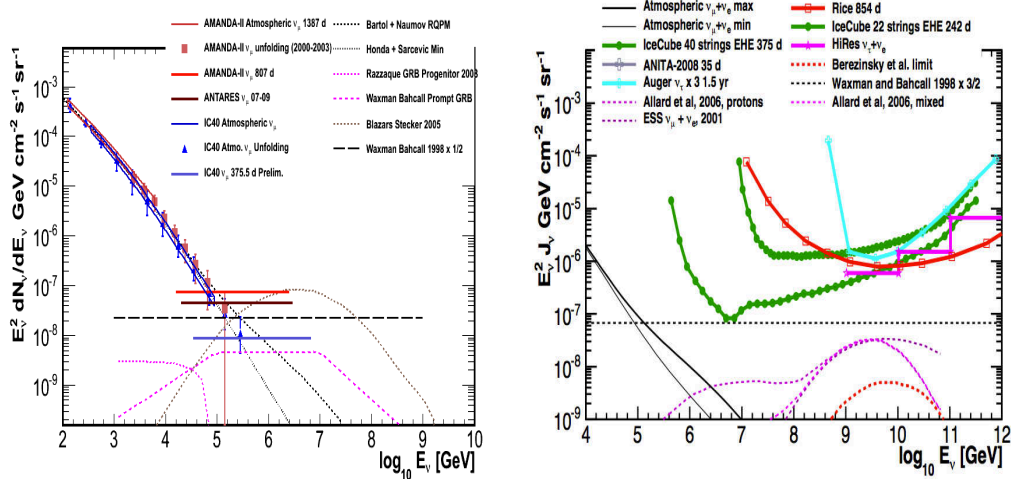 AMANDA-II Atmospheric νμ 1387 d
AMANDA-II νμ unfolding (2000-2003)
AMANDA-II νμ 807 d
ANTARES νμ 07-09
IC40 Atmospheric νμ
IC40 Atmo. νμ Unfolding
IC40 νμ 375.5 d Prelim.
Bartol + Naumov RQPM
Honda + Sarcevic Min
Razzaque GRB Progenitor 2008
Waxman Bahcall Prompt GRB
Blazars Stecker 2005
Waxman Bahcall 1998 x 1/2
E²ν dNν/dEν GeV cm⁻² s⁻¹ sr⁻¹
10⁻³
10⁻⁴
10⁻⁵
10⁻⁶
10⁻⁷
10⁻⁸
10⁻⁹
2 3 4 5 6 7 8 9 10
log₁₀ Eν [GeV]
Atmospheric νμ+νe max
Atmospheric νμ+νe min
IceCube 40 strings EHE 375 d
ANITA-2008 35 d
Auger ντ x 3 1.5 yr
Allard et al, 2006, protons
ESS νμ + νe, 2001
Rice 854 d
IceCube 22 strings EHE 242 d
HiRes ντ+νe
Berezinsky et al. limit
Waxman and Bahcall 1998 x 3/2
Allard et al, 2006, mixed
E²ν Jν GeV cm⁻² s⁻¹ sr⁻¹
10⁻³
10⁻⁴
10⁻⁵
10⁻⁶
10⁻⁷
10⁻⁸
10⁻⁹
4 5 6 7 8 9 10 11 12
log₁₀ Eν [GeV]